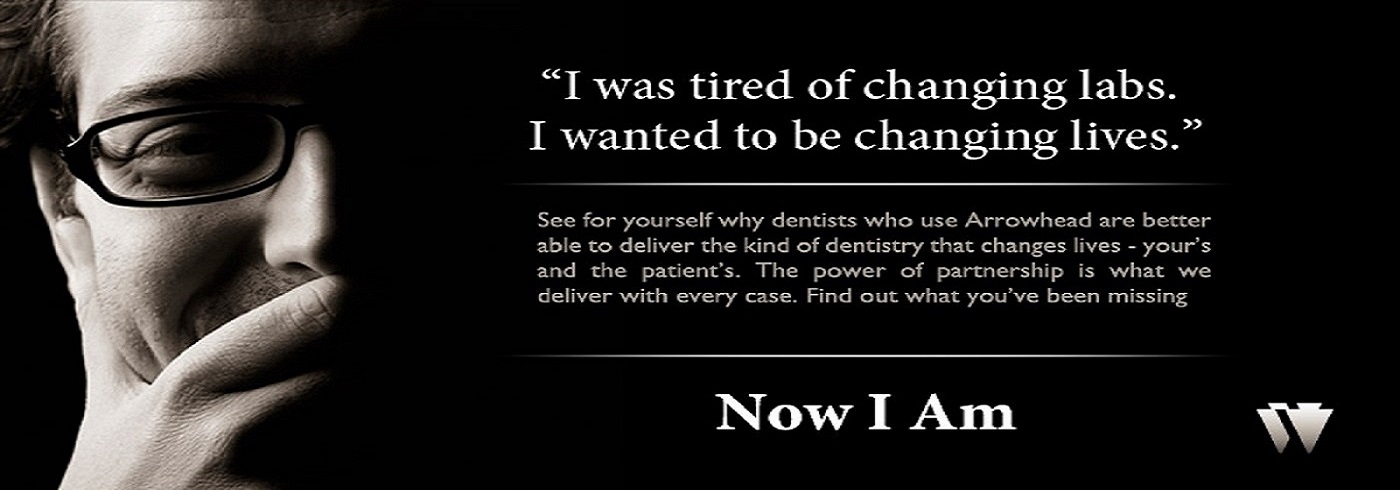 “I was tired of changing labs.
I wanted to be changing lives.”
See for yourself why dentists who use Arrowhead are better
able to deliver the kind of dentistry that changes lives - your’s
and the patient’s. The power of partnership is what we
deliver with every case. Find out what you’ve been missing
Now I Am